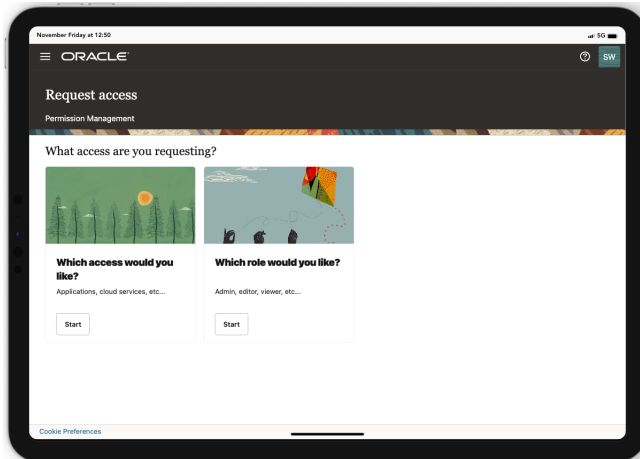 November Friday at 12:50
5G
ORACLE
SW
Request access
Permission Management
What access are you requesting?
Which access would you
like?
Applications, cloud services, etc...
Start
Which role would you like?
Admin, editor, viewer, etc...
Start
Cookie Preferences